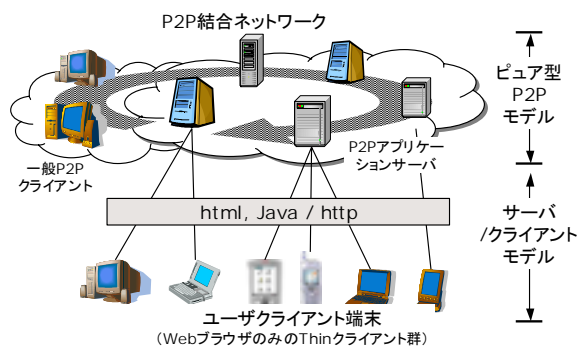 P2P結合ネットワーク
ピュア型
P2P
モデル
一般P2P
クライアント
P2Pアプリケー
ションサーバ
html, Java / http
サーバ
/クライアント
モデル
ユーザクライアント端末
（WebブラウザのみのThinクライアント群）